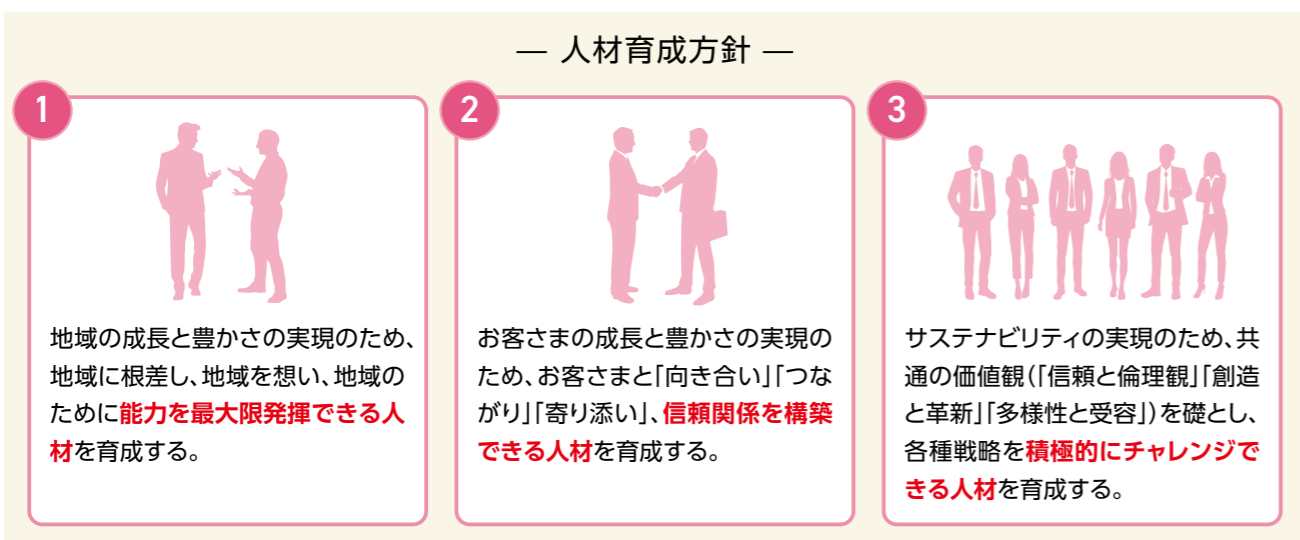 — 人材育成方針 —
1
地域の成長と豊かさの実現のため、
地域に根差し、地域を想い、地域の
ために能力を最大限発揮できる人
材を育成する。
2
お客さまの成長と豊かさの実現の
ため、お客さまと「向き合い」「つな
がり」「寄り添い」、信頼関係を構築
できる人材を育成する。
3
サステナビリティの実現のため、共
通の価値観(「信頼と倫理観」「創造
と革新」「多様性と受容」)を礎とし、
各種戦略を積極的にチャレンジで
きる人材を育成する。